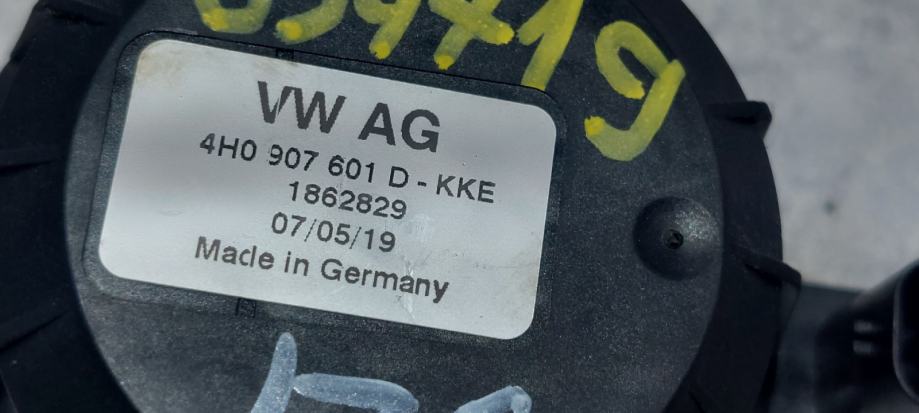 VW AG
4H0 907 601 D - KKE
1862829
07/05/19
Made in Germany